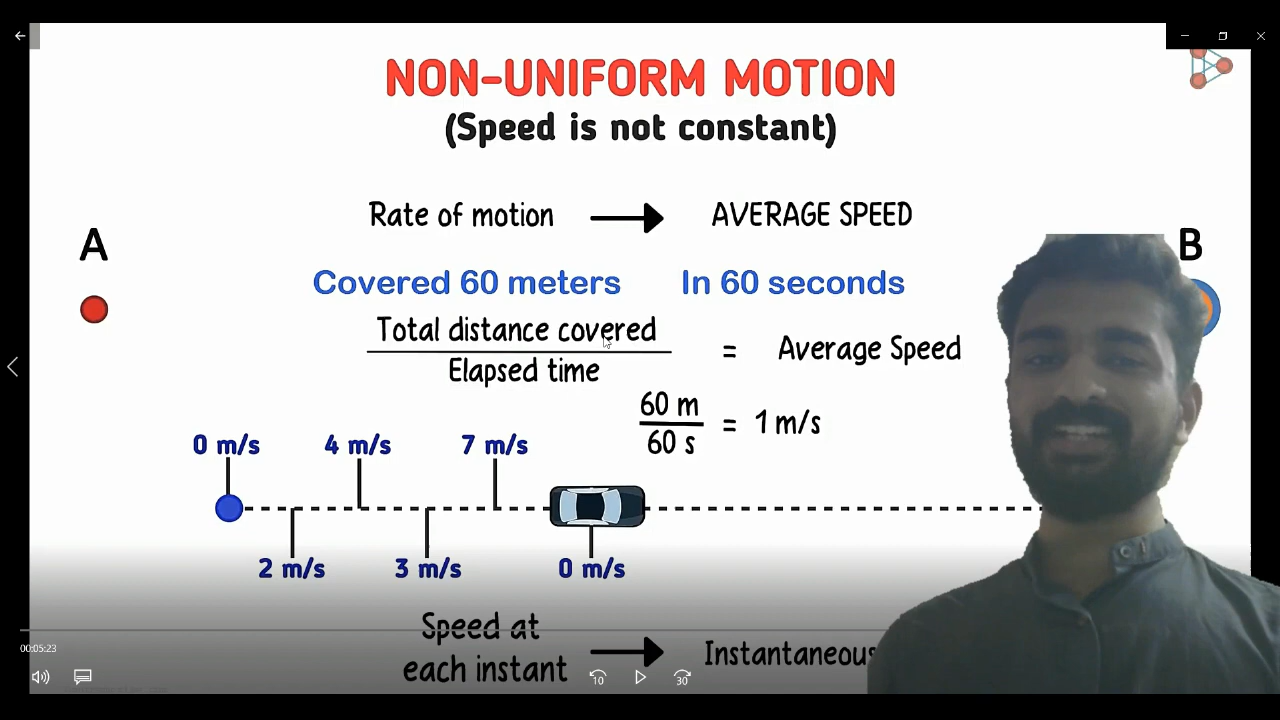 NON-UNIFORM MOTION
(Speed is not constant)
Rate of motion AVERAGE SPEED
A B
Covered 60 meters In 60 seconds
Total distance covered
= Average Speed
Elapsed time
60 m
= 1 m/s
60 s
0 m/s 4 m/s 7 m/s
2 m/s 3 m/s 0 m/s
Speed at
each instant Instantaneous
00:05:23
10 30